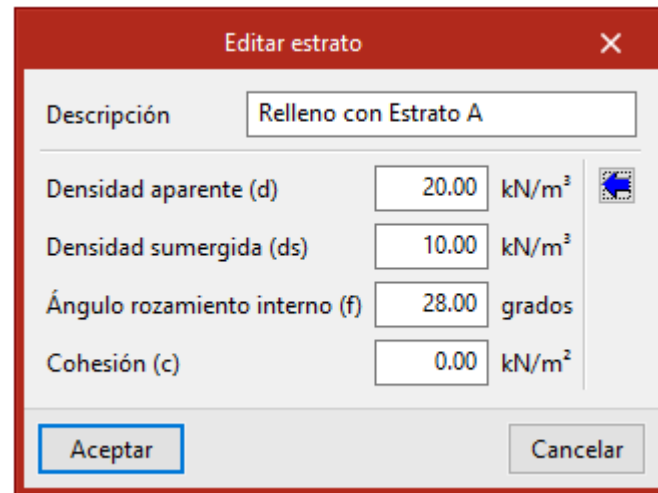 Editar estrato
Descripción Relleno con Estrato A
Densidad aparente (d) 20.00 kN/m³
Densidad sumergida (ds) 10.00 kN/m³
Ángulo rozamiento interno (f) 28.00 grados
Cohesión (c) 0.00 kN/m²
Aceptar Cancelar